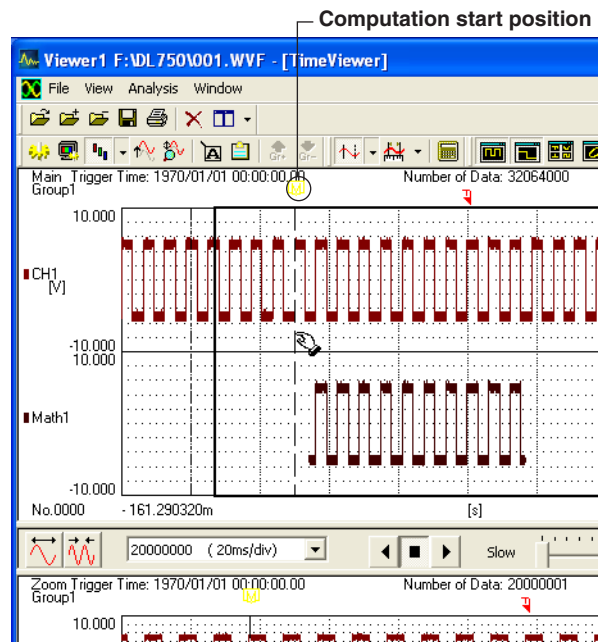 Computation start position
Viewer1 F:\DL750\001.WVF - [TimeViewer]
File View Analysis Window
Gr+ Gr-
Main Trigger Time: 1970/01/01 00:00:00.00 Number of Data: 32064000
Group1
M T
10.000
CH1
[V]
-10.000
10.000
Math1
-10.000
No.0000 -161.290320m [s]
20000000 (20ms/div) Slow
Zoom Trigger Time: 1970/01/01 00:00:00.00 Number of Data: 20000001
Group1
M T
10.000